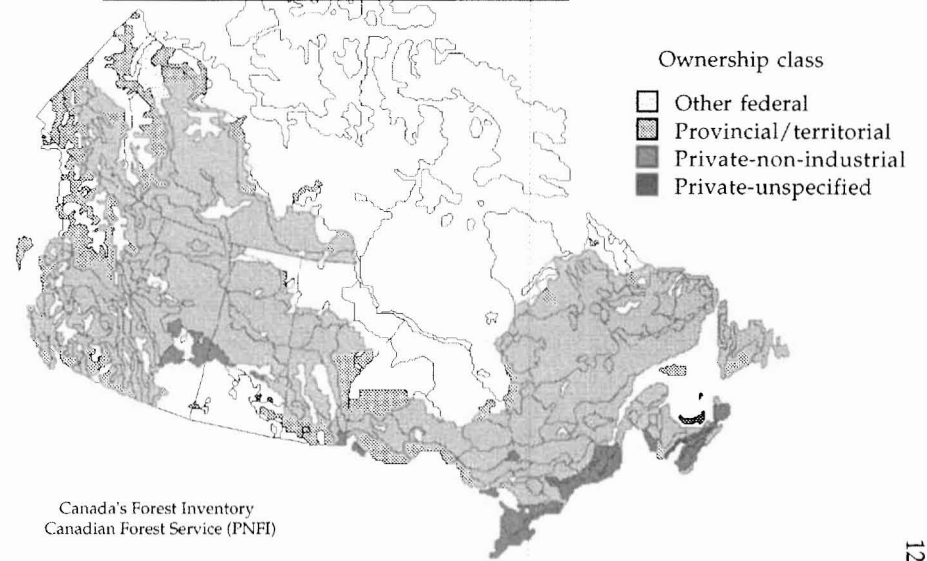 Ownership class
Other federal
Provincial/territorial
Private-non-industrial
Private-unspecified
Canada's Forest Inventory
Canadian Forest Service (PNFI)
12